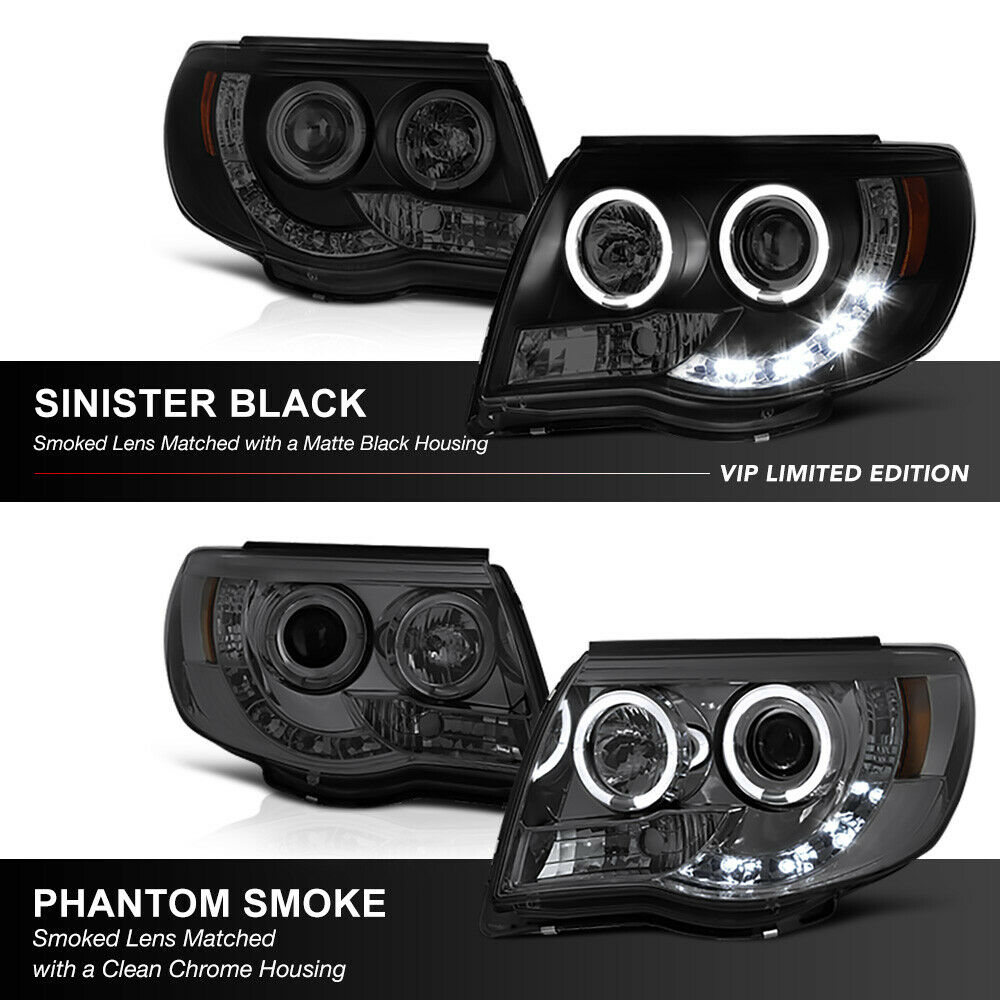 SINISTER BLACK
Smoked Lens Matched with a Matte Black Housing
VIP LIMITED EDITION
PHANTOM SMOKE
Smoked Lens Matched
with a Clean Chrome Housing